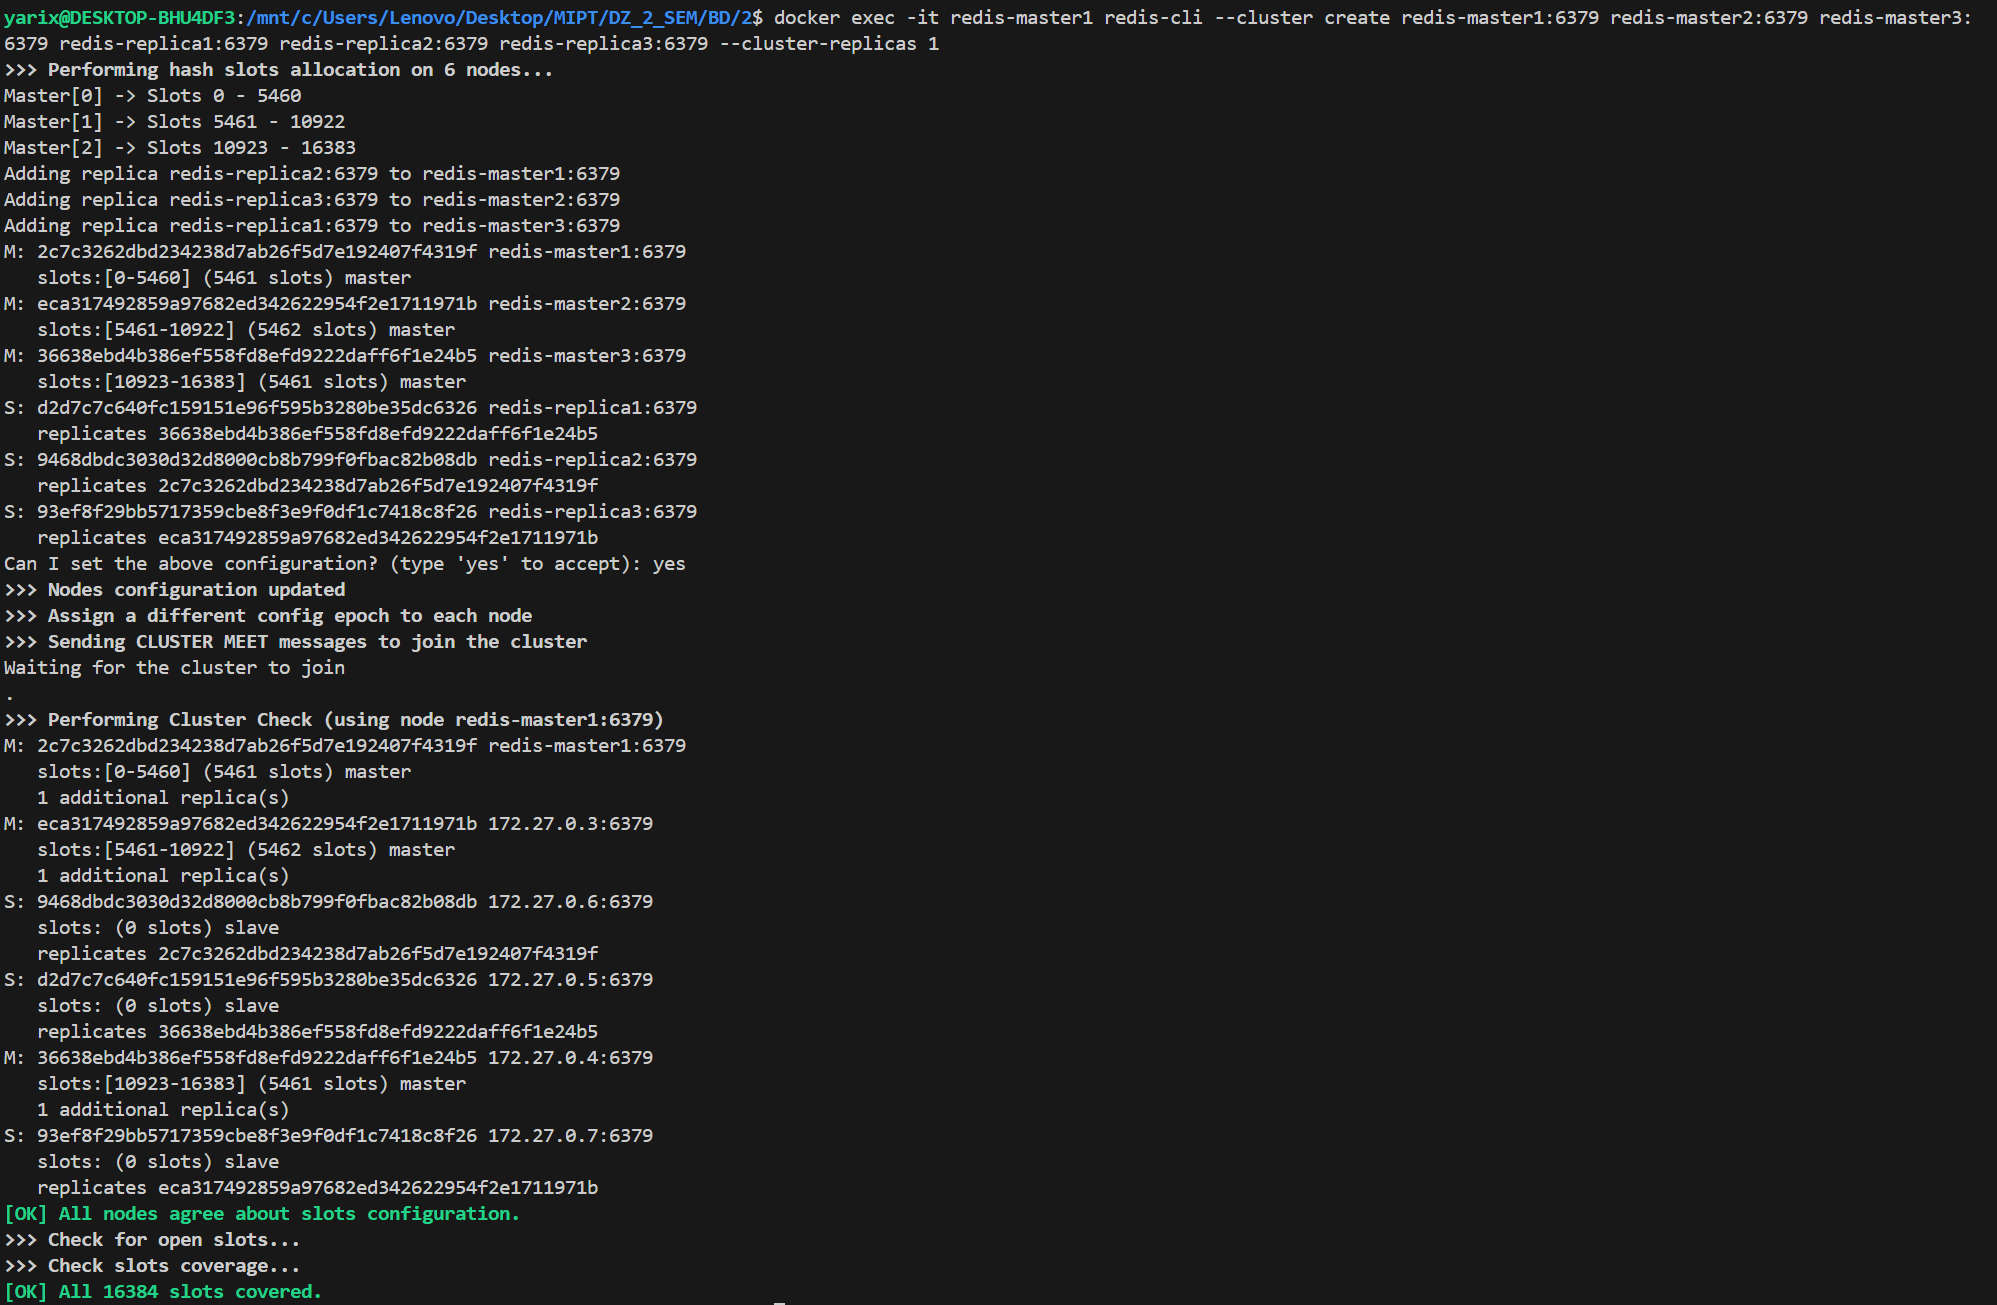 yarix@DESKTOP-BHU4DF3:/mnt/c/Users/Lenovo/Desktop/MIPT/DZ_2_SEM/BD/2$ docker exec -it redis-master1 redis-cli --cluster create redis-master1:6379 redis-master2:6379 redis-master3:
6379 redis-replica1:6379 redis-replica2:6379 redis-replica3:6379 --cluster-replicas 1
>>> Performing hash slots allocation on 6 nodes...
Master[0] -> Slots 0 - 5460
Master[1] -> Slots 5461 - 10922
Master[2] -> Slots 10923 - 16383
Adding replica redis-replica2:6379 to redis-master1:6379
Adding replica redis-replica3:6379 to redis-master2:6379
Adding replica redis-replica1:6379 to redis-master3:6379
M: 2c7c3262dbd234238d7ab26f5d7e192407f4319f redis-master1:6379
   slots:[0-5460] (5461 slots) master
M: eca317492859a97682ed342622954f2e1711971b redis-master2:6379
   slots:[5461-10922] (5462 slots) master
M: 36638ebd4b386ef558fd8efd9222daff6f1e24b5 redis-master3:6379
   slots:[10923-16383] (5461 slots) master
S: d2d7c7c640fc159151e96f595b3280be35dc6326 redis-replica1:6379
   replicates 36638ebd4b386ef558fd8efd9222daff6f1e24b5
S: 9468dbdc3030d32d8000cb8b799f0fbac82b08db redis-replica2:6379
   replicates 2c7c3262dbd234238d7ab26f5d7e192407f4319f
S: 93ef8f29bb5717359cbe8f3e9f0df1c7418c8f26 redis-replica3:6379
   replicates eca317492859a97682ed342622954f2e1711971b
Can I set the above configuration? (type 'yes' to accept): yes
>>> Nodes configuration updated
>>> Assign a different config epoch to each node
>>> Sending CLUSTER MEET messages to join the cluster
Waiting for the cluster to join
.
>>> Performing Cluster Check (using node redis-master1:6379)
M: 2c7c3262dbd234238d7ab26f5d7e192407f4319f redis-master1:6379
   slots:[0-5460] (5461 slots) master
   1 additional replica(s)
M: eca317492859a97682ed342622954f2e1711971b 172.27.0.3:6379
   slots:[5461-10922] (5462 slots) master
   1 additional replica(s)
S: 9468dbdc3030d32d8000cb8b799f0fbac82b08db 172.27.0.6:6379
   slots: (0 slots) slave
   replicates 2c7c3262dbd234238d7ab26f5d7e192407f4319f
S: d2d7c7c640fc159151e96f595b3280be35dc6326 172.27.0.5:6379
   slots: (0 slots) slave
   replicates 36638ebd4b386ef558fd8efd9222daff6f1e24b5
M: 36638ebd4b386ef558fd8efd9222daff6f1e24b5 172.27.0.4:6379
   slots:[10923-16383] (5461 slots) master
   1 additional replica(s)
S: 93ef8f29bb5717359cbe8f3e9f0df1c7418c8f26 172.27.0.7:6379
   slots: (0 slots) slave
   replicates eca317492859a97682ed342622954f2e1711971b
[OK] All nodes agree about slots configuration.
>>> Check for open slots...
>>> Check slots coverage...
[OK] All 16384 slots covered.